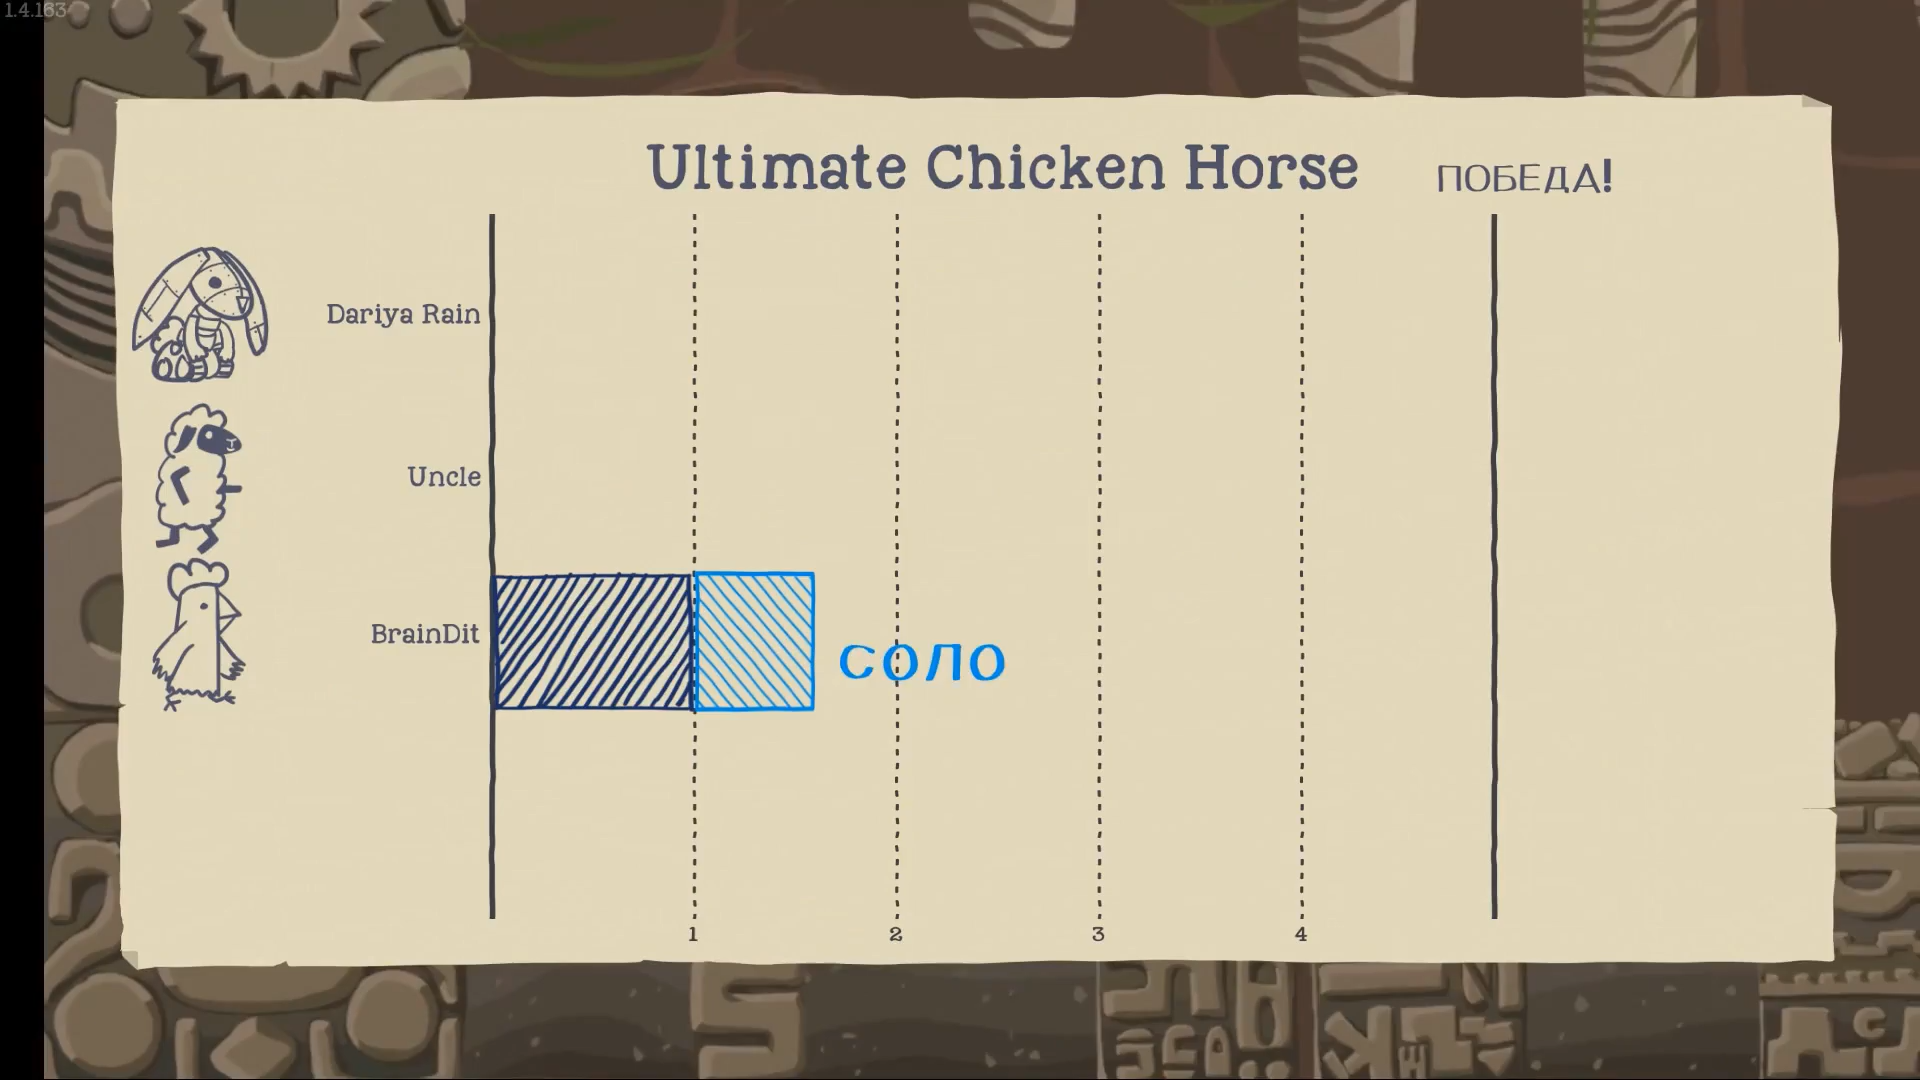 1.4.163
Ultimate Chicken Horse
ПОБЕДА!
Dariya Rain
Uncle
BrainDit
соло
1 2 3 4